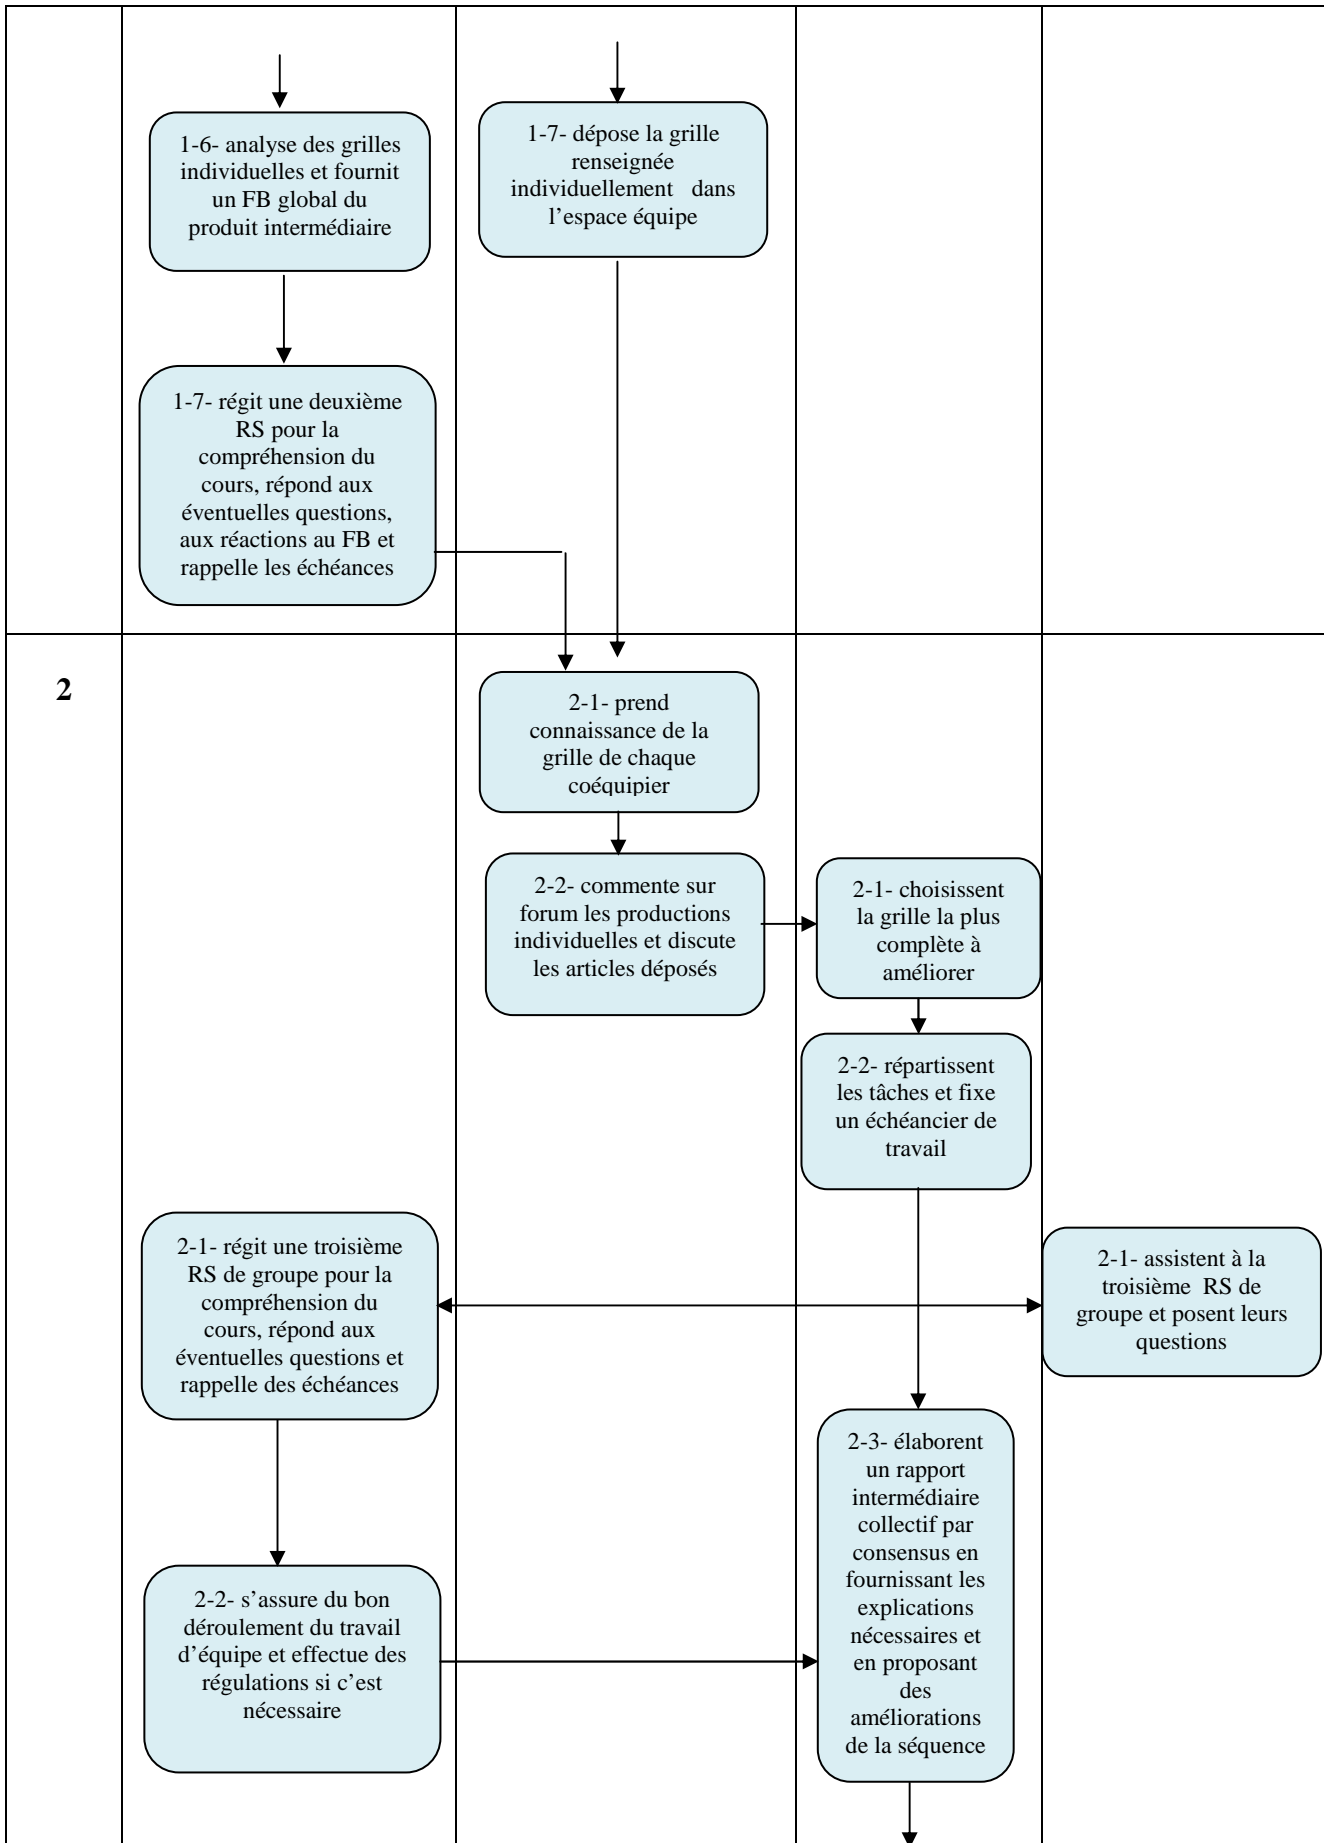 1-6- analyse des grilles
individuelles et fournit
un FB global du
produit intermédiaire
1-7- dépose la grille
renseignée
individuellement dans
l’espace équipe
1-7- régit une deuxième
RS pour la
compréhension du
cours, répond aux
éventuelles questions,
aux réactions au FB et
rappelle les échéances
2
2-1- prend
connaissance de la
grille de chaque
coéquipier
2-2- commente sur
forum les productions
individuelles et discute
les articles déposés
2-1- choisissent
la grille la plus
complète à
améliorer
2-2- répartissent
les tâches et fixe
un échéancier de
travail
2-1- régit une troisième
RS de groupe pour la
compréhension du
cours, répond aux
éventuelles questions et
rappelle des échéances
2-1- assistent à la
troisième RS de
groupe et posent leurs
questions
2-2- s’assure du bon
déroulement du travail
d’équipe et effectue des
régulations si c’est
nécessaire
2-3- élaborent
un rapport
intermédiaire
collectif par
consensus en
fournissant les
explications
nécessaires et
en proposant
des
améliorations
de la séquence